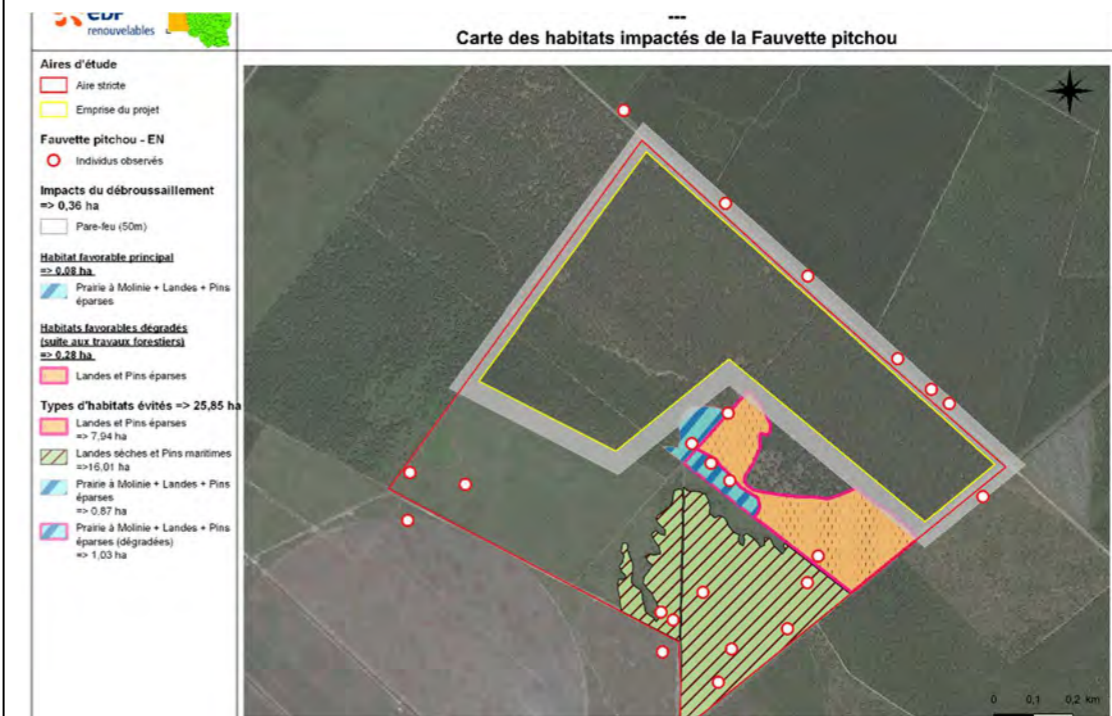 EDF
renouvelables
---
Carte des habitats impactés de la Fauvette pitchou
Aires d'étude
Aire stricte
Emprise du projet
Fauvette pitchou - EN
Individus observés
Impacts du débroussaillement
=> 0,36 ha
Pare-feu (50m)
Habitat favorable principal
=> 0,08 ha
Prairie à Molinie + Landes + Pins
éparses
Habitats favorables dégradés
(suite aux travaux forestiers)
=> 0,28 ha
Landes et Pins éparses
Types d'habitats évités => 25,85 ha
Landes et Pins éparses
=> 7,94 ha
Landes sèches et Pins maritimes
=>16,01 ha
Prairie à Molinie + Landes + Pins
éparses
=> 0,87 ha
Prairie à Molinie + Landes + Pins
éparses (dégradées)
=> 1,03 ha
0 0,1 0,2 km